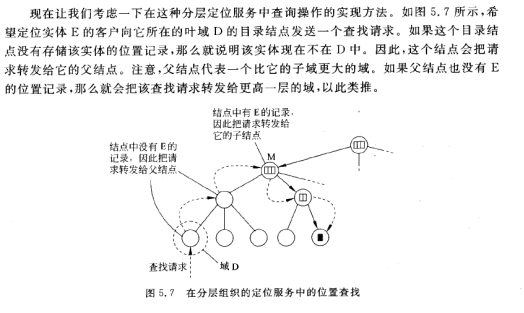 现在让我们考虑一下在这种分层定位服务中查询操作的实现方法。如图 5.7 所示,希
望定位实体 E 的客户向它所在的叶域 D 的目录结点发送一个查找请求。如果这个目录结
点没有存储该实体的位置记录,那么就说明该实体现在不在 D 中。因此,这个结点会把请
求转发给它的父结点。注意,父结点代表一个比它的子域更大的域。如果父结点也没有 E
的位置记录,那么就会把该查找请求转发给更高一层的域,以此类推。
结点中有 E 的记录,
因此把请求转发给
它的子结点
结点中没有 E 的
记录,因此把请
求转发给父结点
M
查找请求
域 D
图 5.7 在分层组织的定位服务中的位置查找